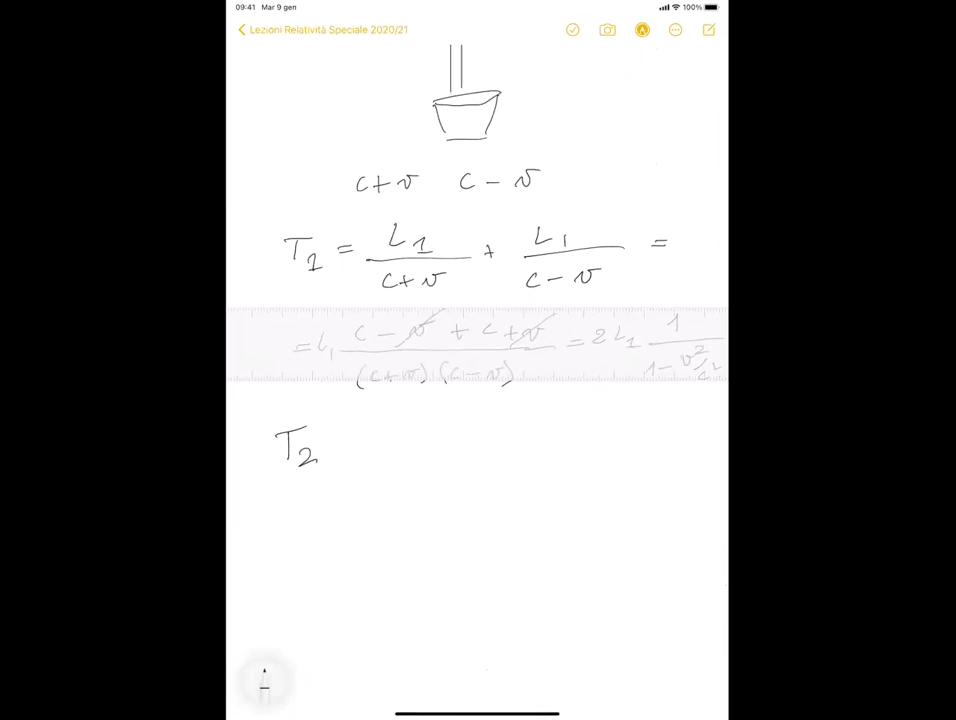 09:41 Mar 9 gen 100%
Lezioni Relatività Speciale 2020/21
c+v c-v
T₁ = L₁/(c+v) + L₁/(c-v) =
= L₁ (c-v+c+v)/((c+v)(c-v)) = 2L₁ 1/(1-v²/c²)
T₂